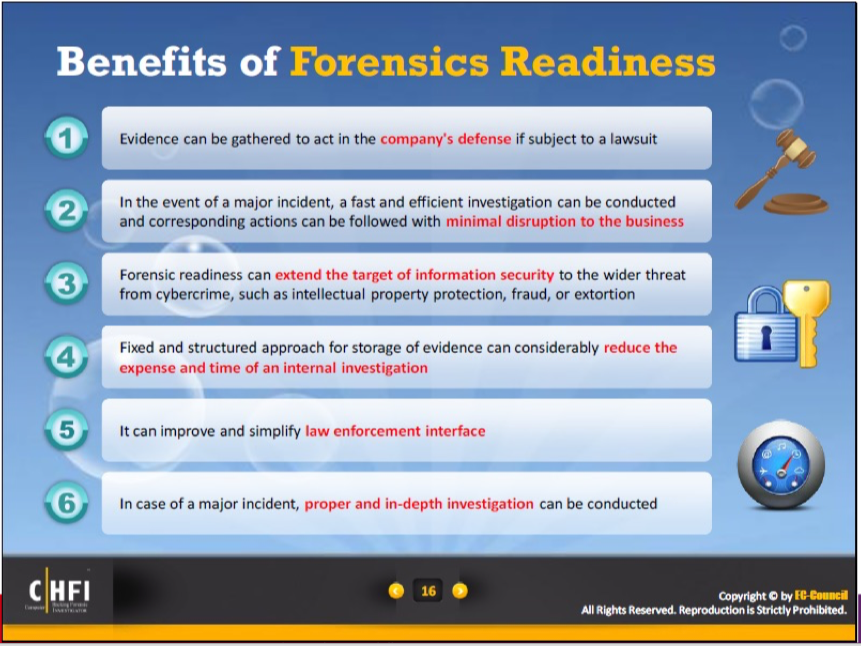 Benefits of Forensics Readiness
1
Evidence can be gathered to act in the company's defense if subject to a lawsuit
2
In the event of a major incident, a fast and efficient investigation can be conducted
and corresponding actions can be followed with minimal disruption to the business
3
Forensic readiness can extend the target of information security to the wider threat
from cybercrime, such as intellectual property protection, fraud, or extortion
4
Fixed and structured approach for storage of evidence can considerably reduce the
expense and time of an internal investigation
5
It can improve and simplify law enforcement interface
6
In case of a major incident, proper and in-depth investigation can be conducted
CHFI
16
Copyright © by EC-Council
All Rights Reserved. Reproduction is Strictly Prohibited.